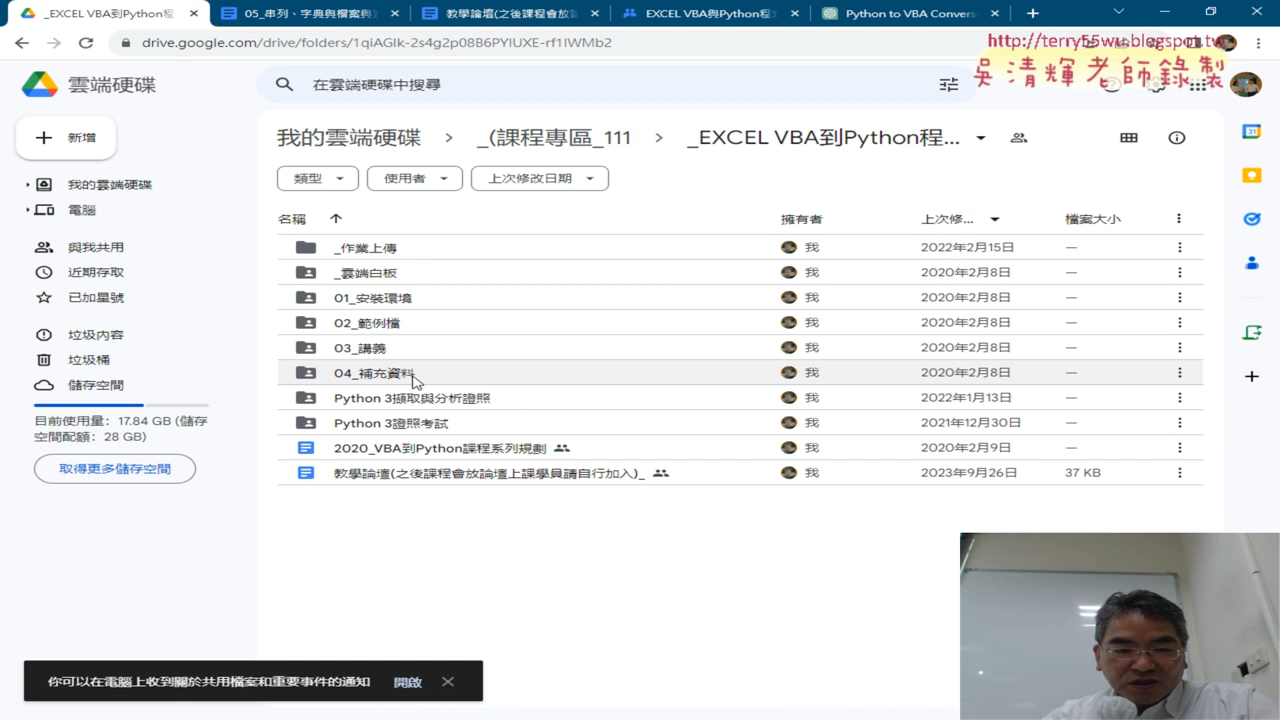 _EXCEL VBA到Python程
05_串列、字典與檔案與
教學論壇(之後課程會放論
EXCEL VBA與Python程
Python to VBA Convers
drive.google.com/drive/folders/1qiAGlk-2s4g2p08B6PYlUXE-rf1IWMb2
http://terry55wu.blogspot.tw
吳清輝老師錄製
雲端硬碟
在雲端硬碟中搜尋
新增
我的雲端硬碟
電腦
與我共用
近期存取
已加星號
垃圾內容
垃圾桶
儲存空間
目前使用量：17.84 GB (儲存
空間配額：28 GB)
取得更多儲存空間
我的雲端硬碟 > _(課程專區_111 > _EXCEL VBA到Python程...
類型 使用者 上次修改日期
名稱 擁有者 上次修... 檔案大小
_作業上傳 我 2022年2月15日 —
_雲端白板 我 2020年2月8日 —
01_安裝環境 我 2020年2月8日 —
02_範例檔 我 2020年2月8日 —
03_講義 我 2020年2月8日 —
04_補充資料 我 2020年2月8日 —
Python 3擷取與分析證照 我 2022年1月13日 —
Python 3證照考試 我 2021年12月30日 —
2020_VBA到Python課程系列規劃 我 2020年2月9日 —
教學論壇(之後課程會放論壇上課學員請自行加入)_ 我 2023年9月26日 37 KB
31
你可以在電腦上收到關於共用檔案和重要事件的通知 開啟